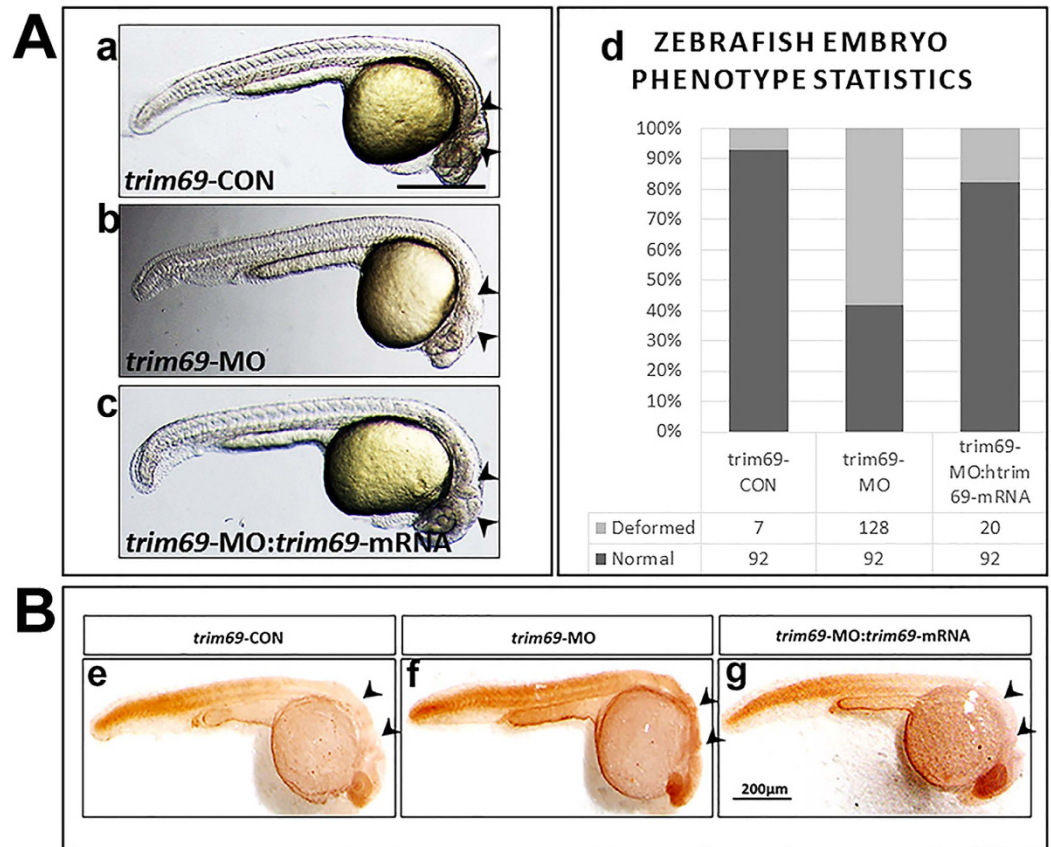 A
a
trim69-CON
b
trim69-MO
c
trim69-MO:trim69-mRNA
d
ZEBRAFISH EMBRYO
PHENOTYPE STATISTICS
100%
90%
80%
70%
60%
50%
40%
30%
20%
10%
0%
trim69-
CON
trim69-
MO
trim69-
MO:htrim
69-mRNA
Deformed 7 128 20
Normal 92 92 92
B
trim69-CON
trim69-MO
trim69-MO:trim69-mRNA
e
f
g
200µm